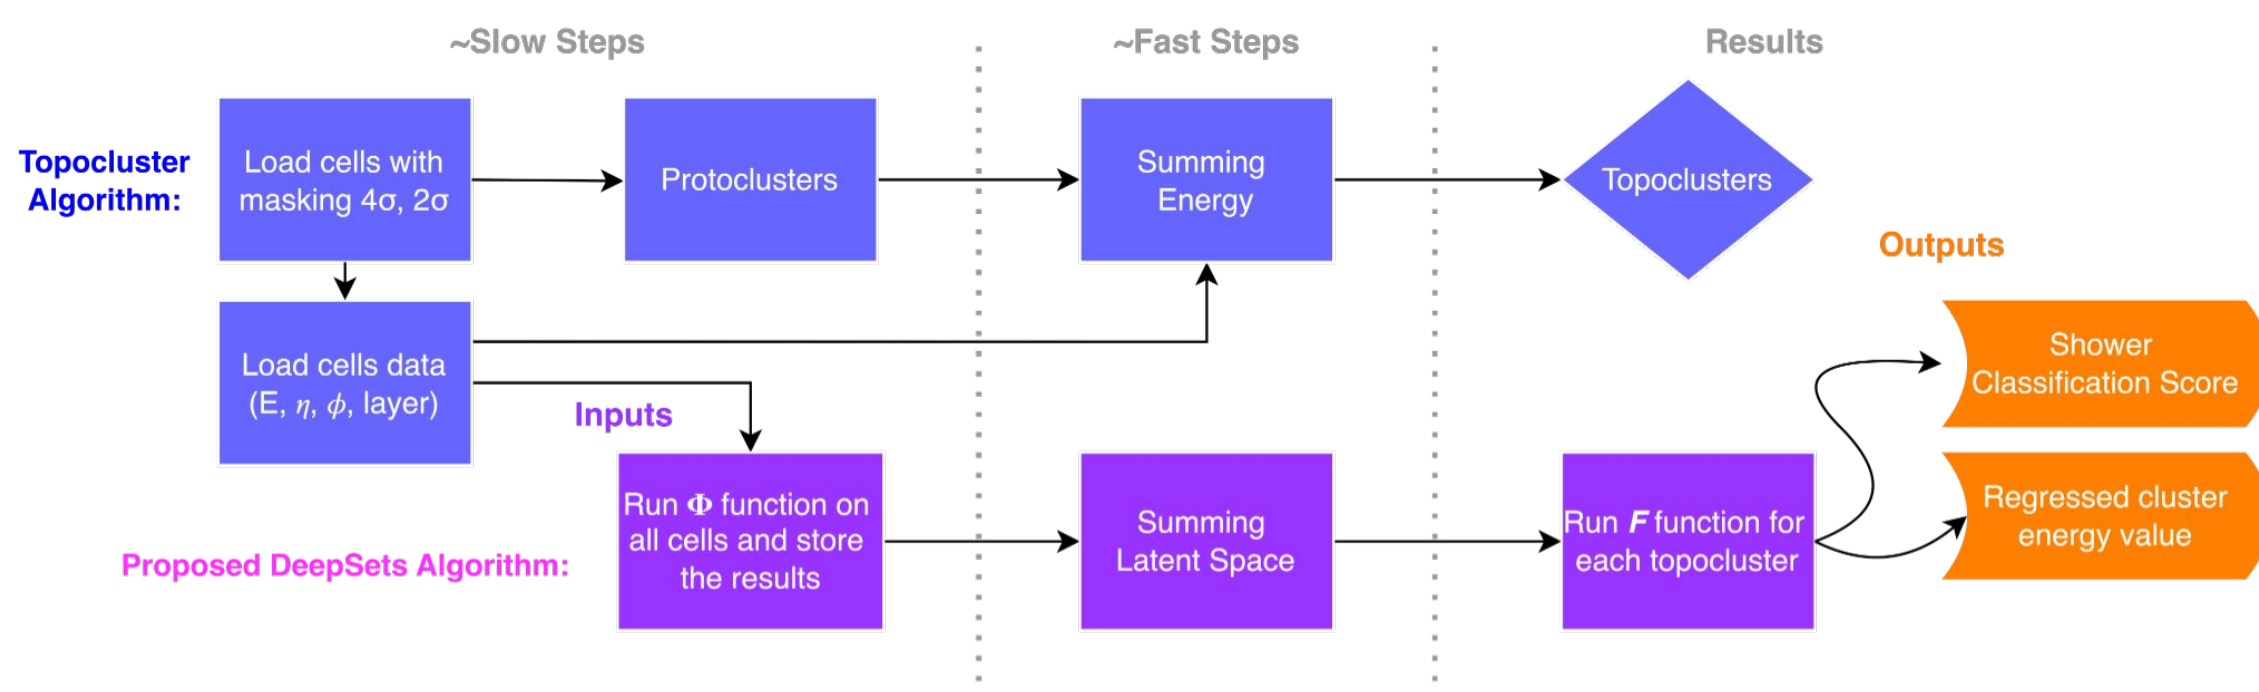 ~Slow Steps
~Fast Steps
Results
Topocluster
Algorithm:
Load cells with
masking 4σ, 2σ
Protoclusters
Summing
Energy
Topoclusters
Outputs
Load cells data
(E, η, ϕ, layer)
Inputs
Shower
Classification Score
Proposed DeepSets Algorithm:
Run Φ function on
all cells and store
the results
Summing
Latent Space
Run F function for
each topocluster
Regressed cluster
energy value